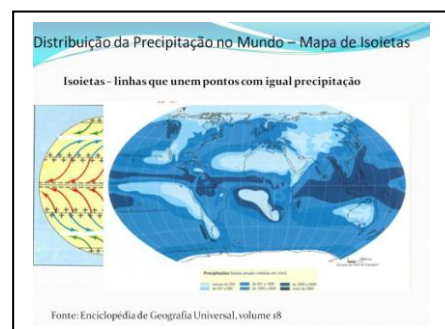 Distribuição da Precipitação no Mundo – Mapa de Isoietas
Isoietas – linhas que unem pontos com igual precipitação
Precipitações
Fonte: Enciclopédia de Geografia Universal, volume 18